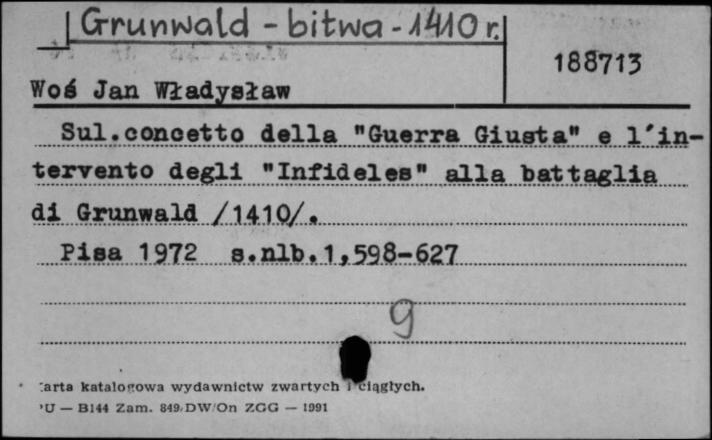 Grunwald - bitwa - 1410 r.
188713
Woś Jan Władysław
Sul.concetto della "Guerra Giusta" e l'in-
tervento degli "Infideles" alla battaglia
di Grunwald /1410/.
Pisa 1972 s.nlb.1,598-627
9
arta katalogowa wydawnictw zwartych i ciągłych.
U — B144 Zam. 849/DW/On ZGG — 1991